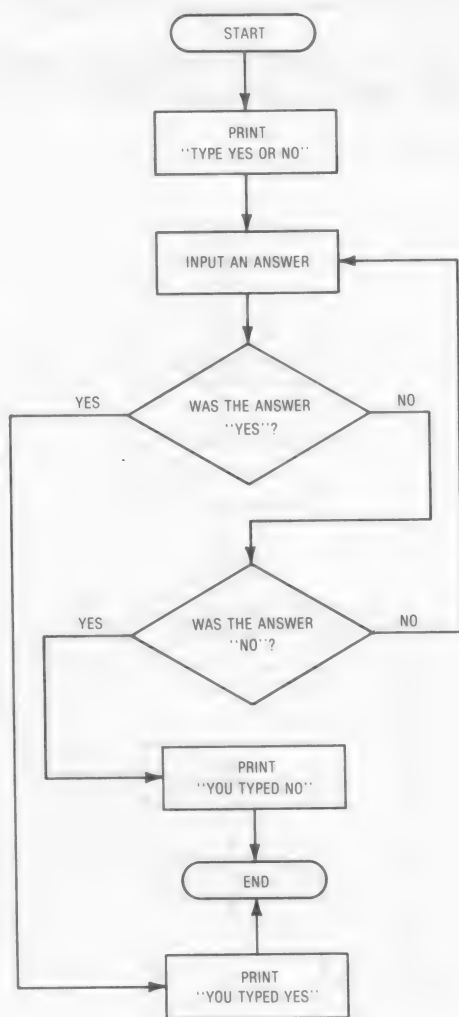 START
PRINT
"TYPE YES OR NO"
INPUT AN ANSWER
YES
WAS THE ANSWER
"YES"?
NO
YES
WAS THE ANSWER
"NO"?
NO
PRINT
"YOU TYPED NO"
END
PRINT
"YOU TYPED YES"